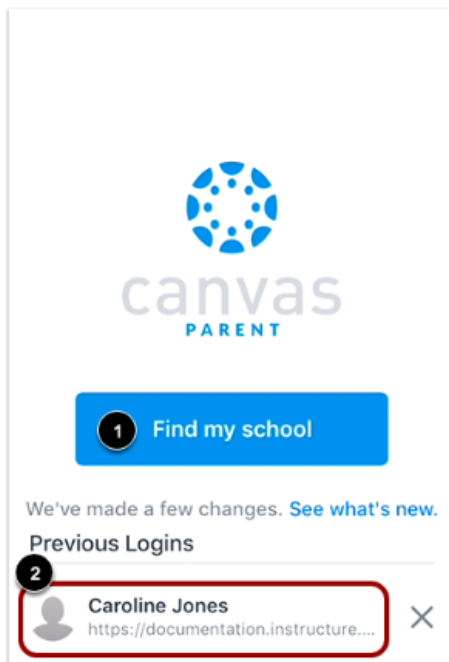 canvas
PARENT
1 Find my school
We've made a few changes. See what's new.
Previous Logins
2
Caroline Jones
https://documentation.instructure....